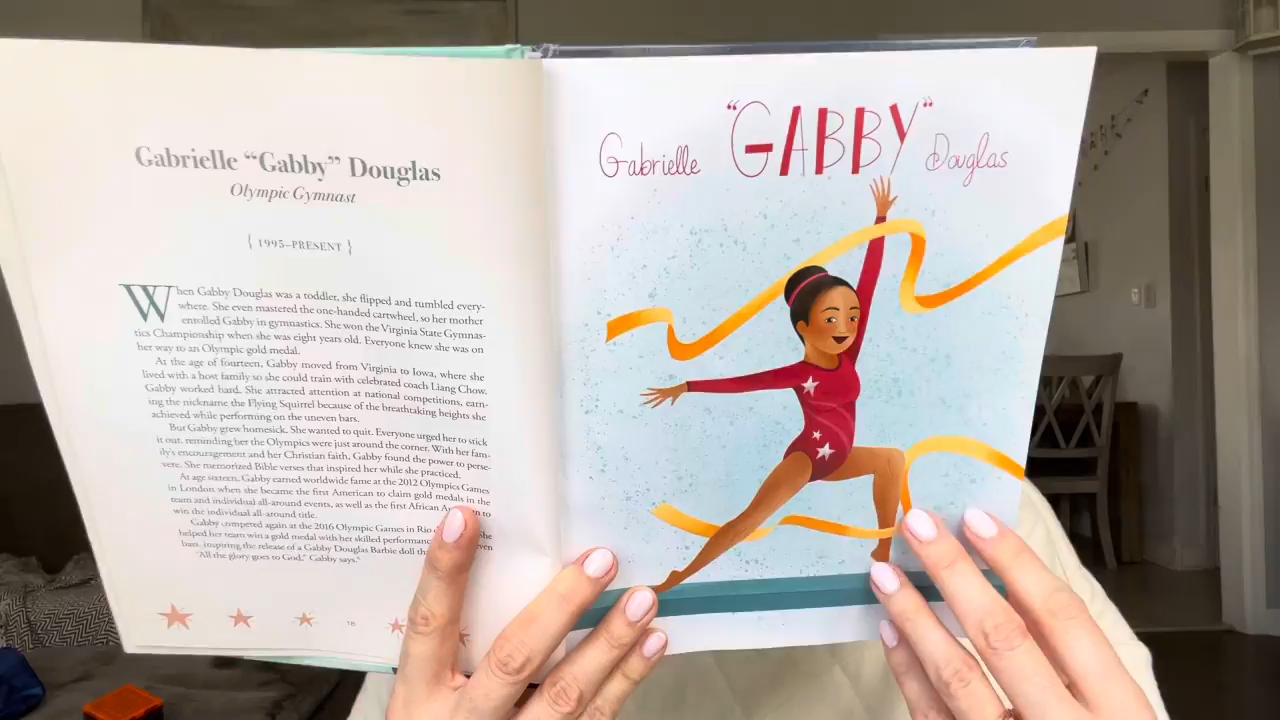 Gabrielle “Gabby” Douglas
Olympic Gymnast
{ 1995–PRESENT }
When Gabby Douglas was a toddler, she flipped and tumbled every-
where. She even mastered the one-handed cartwheel, so her mother
enrolled Gabby in gymnastics. She won the Virginia State Gymnas-
tics Championship when she was eight years old. Everyone knew she was on
her way to an Olympic gold medal.
At the age of fourteen, Gabby moved from Virginia to Iowa, where she
lived with a host family so she could train with celebrated coach Liang Chow.
Gabby worked hard. She attracted attention at national competitions, earn-
ing the nickname the Flying Squirrel because of the breathtaking heights she
achieved while performing on the uneven bars.
But Gabby grew homesick. She wanted to quit. Everyone urged her to stick
it out, reminding her the Olympics were just around the corner. With her fam-
ily's encouragement and her Christian faith, Gabby found the power to perse-
vere. She memorized Bible verses that inspired her while she practiced.
At age sixteen, Gabby earned worldwide fame at the 2012 Olympics Games
in London when she became the first American to claim gold medals in the
team and individual all-around events, as well as the first African to
win the individual all-around title.
Gabby competed again at the 2016 Olympic Games in Rio She
helped her team win a gold medal with her skilled performance
bars, inspiring the release of a Gabby Douglas Barbie doll
"All the glory goes to God," Gabby says.
18
Gabrielle “GABBY” Douglas